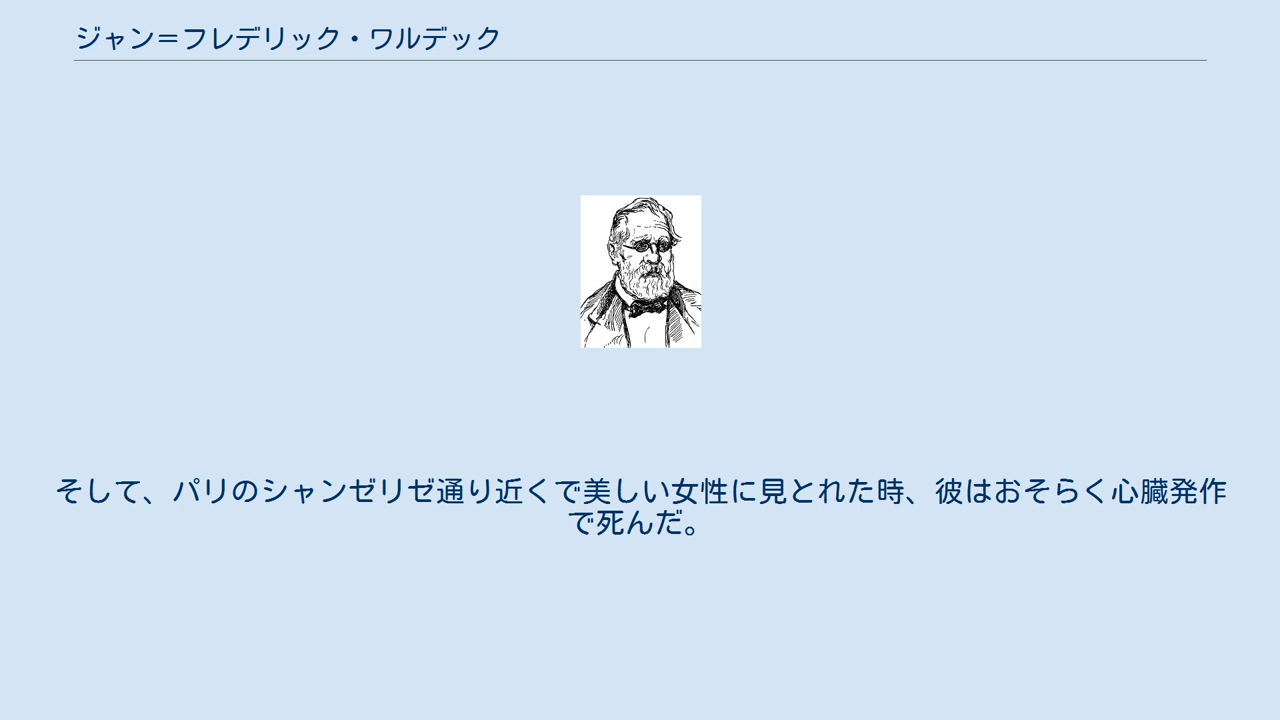 ジャン＝フレデリック・ワルデック
そして、パリのシャンゼリゼ通り近くで美しい女性に見とれた時、彼はおそらく心臓発作
で死んだ。